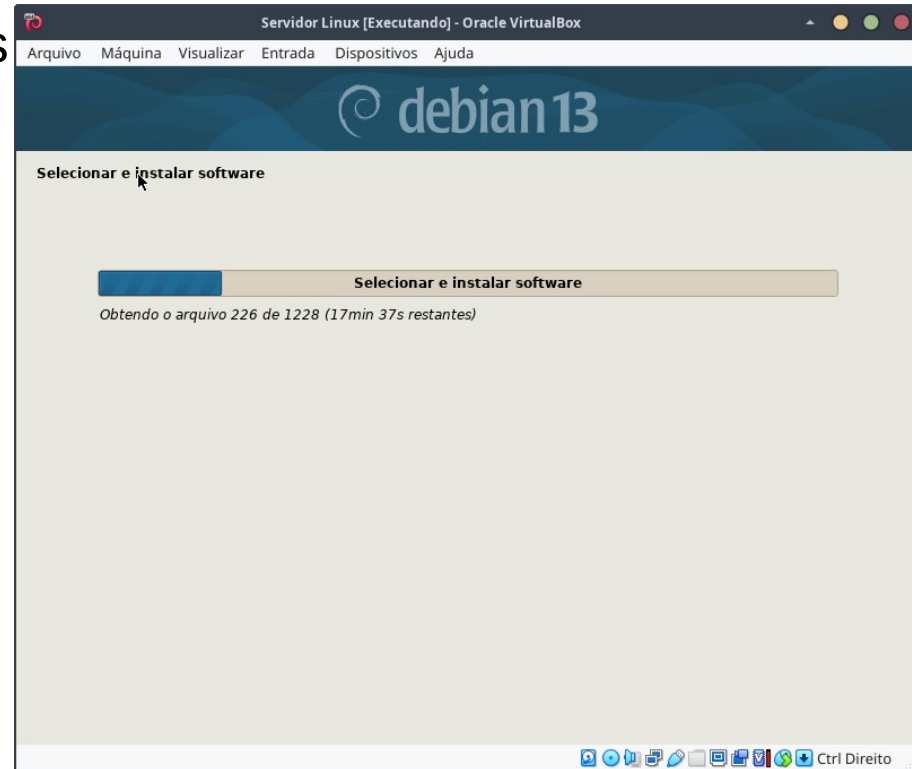 Servidor Linux [Executando] - Oracle VirtualBox
s
Arquivo Máquina Visualizar Entrada Dispositivos Ajuda
debian 13
Selecionar e instalar software
Selecionar e instalar software
Obtendo o arquivo 226 de 1228 (17min 37s restantes)
Ctrl Direito